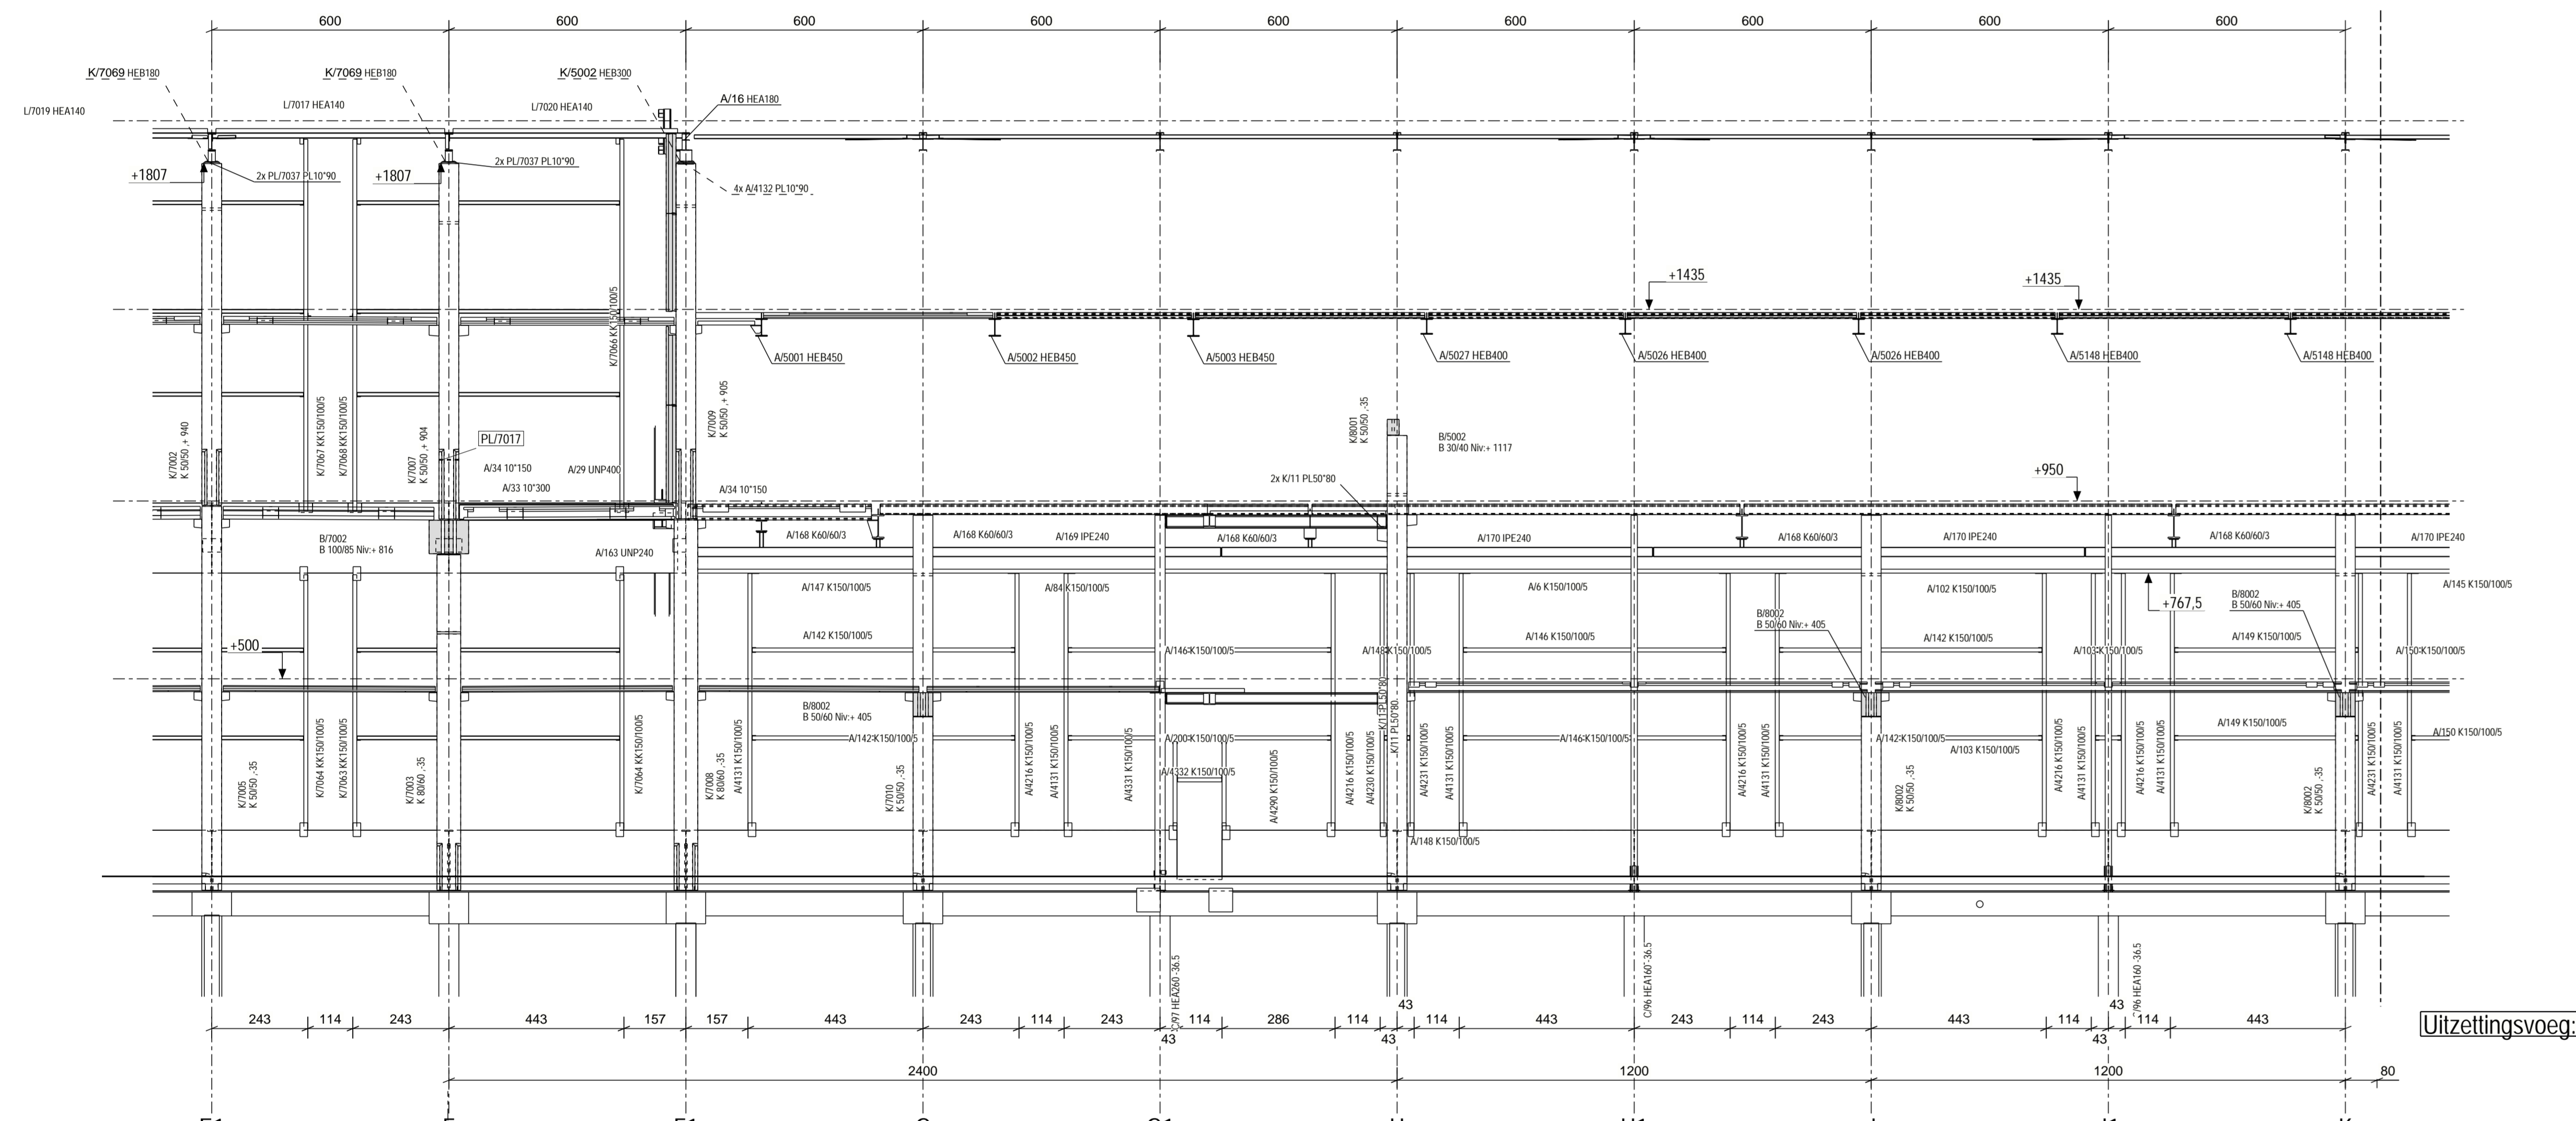 600 600 600 600 600 600 600 600 600
K/7069 HEB180
K/7069 HEB180
K/5002 HEB300
A/16 HEA180
L/7019 HEA140
L/7017 HEA140
L/7020 HEA140
+1807
2x PL/7037 PL10*90
+1807
2x PL/7037 PL10*90
4x A/4132 PL10*90
+1435
+1435
K/7066 KK150/100/5
A/5001 HEB450
A/5002 HEB450
A/5003 HEB450
A/5027 HEB400
A/5026 HEB400
A/5026 HEB400
A/5148 HEB400
A/5148 HEB400
K/7002
K 50/50 ,+ 940
K/7067 KK150/100/5
K/7068 KK150/100/5
K/7007
K 50/50 ,+ 904
PL/7017
A/34 10*150
A/29 UNP400
A/33 10*300
K/7009
K 50/50 ,+ 905
A/34 10*150
K/8001
K 50/50 ,-35
B/5002
B 30/40 Niv:+ 1117
2x K/11 PL50*80
+950
B/7002
B 100/85 Niv:+ 816
A/163 UNP240
A/168 K60/60/3
A/168 K60/60/3
A/169 IPE240
A/168 K60/60/3
A/170 IPE240
A/168 K60/60/3
A/170 IPE240
A/168 K60/60/3
A/170 IPE240
A/147 K150/100/5
A/84 K150/100/5
A/6 K150/100/5
A/102 K150/100/5
A/145 K150/100/5
+767,5
B/8002
B 50/60 Niv:+ 405
B/8002
B 50/60 Niv:+ 405
+500
A/142 K150/100/5
A/146 K150/100/5
A/148 K150/100/5
A/146 K150/100/5
A/142 K150/100/5
A/103 K150/100/5
A/149 K150/100/5
A/150 K150/100/5
B/8002
B 50/60 Niv:+ 405
A/142 K150/100/5
A/200 K150/100/5
A/146 K150/100/5
A/142 K150/100/5
A/103 K150/100/5
A/149 K150/100/5
A/150 K150/100/5
K/7005
K 50/50 ,-35
K/7064 KK150/100/5
K/7063 KK150/100/5
K/7003
K 80/60 ,-35
K/7064 KK150/100/5
K/7008
K 80/60 ,-35
A/4131 K150/100/5
K/7010
K 50/50 ,-35
A/4216 K150/100/5
A/4131 K150/100/5
A/4331 K150/100/5
A/4332 K150/100/5
A/4290 K150/100/5
A/4216 K150/100/5
A/4230 K150/100/5
K/11 PL50*80
K/11 PL50*80
A/4231 K150/100/5
A/4131 K150/100/5
A/148 K150/100/5
A/4216 K150/100/5
A/4131 K150/100/5
K/8002
K 50/50 ,-35
A/4216 K150/100/5
A/4131 K150/100/5
A/4216 K150/100/5
A/4131 K150/100/5
K/8002
K 50/50 ,-35
A/4231 K150/100/5
A/4131 K150/100/5
C/97 HEA260 -36.5
C/96 HEA160 -36.5
C/96 HEA160 -36.5
243 114 243 443 157 157 443 243 114 243 43 114 286 114 43 43 114 443 243 114 243 443 114 43 43 114 443
Uitzettingsvoeg:
2400 1200 1200 80